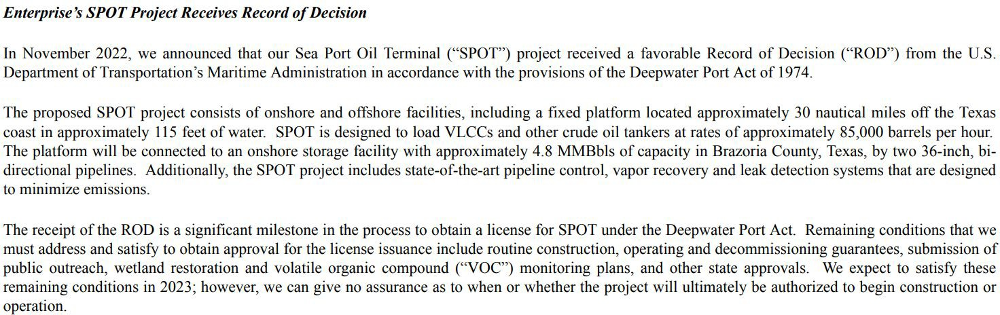 Enterprise’s SPOT Project Receives Record of Decision
In November 2022, we announced that our Sea Port Oil Terminal (“SPOT”) project received a favorable Record of Decision (“ROD”) from the U.S.
Department of Transportation’s Maritime Administration in accordance with the provisions of the Deepwater Port Act of 1974.
The proposed SPOT project consists of onshore and offshore facilities, including a fixed platform located approximately 30 nautical miles off the Texas
coast in approximately 115 feet of water.  SPOT is designed to load VLCCs and other crude oil tankers at rates of approximately 85,000 barrels per hour.
The platform will be connected to an onshore storage facility with approximately 4.8 MMBbls of capacity in Brazoria County, Texas, by two 36-inch, bi-
directional pipelines.  Additionally, the SPOT project includes state-of-the-art pipeline control, vapor recovery and leak detection systems that are designed
to minimize emissions.
The receipt of the ROD is a significant milestone in the process to obtain a license for SPOT under the Deepwater Port Act.  Remaining conditions that we
must address and satisfy to obtain approval for the license issuance include routine construction, operating and decommissioning guarantees, submission of
public outreach, wetland restoration and volatile organic compound (“VOC”) monitoring plans, and other state approvals.  We expect to satisfy these
remaining conditions in 2023; however, we can give no assurance as to when or whether the project will ultimately be authorized to begin construction or
operation.